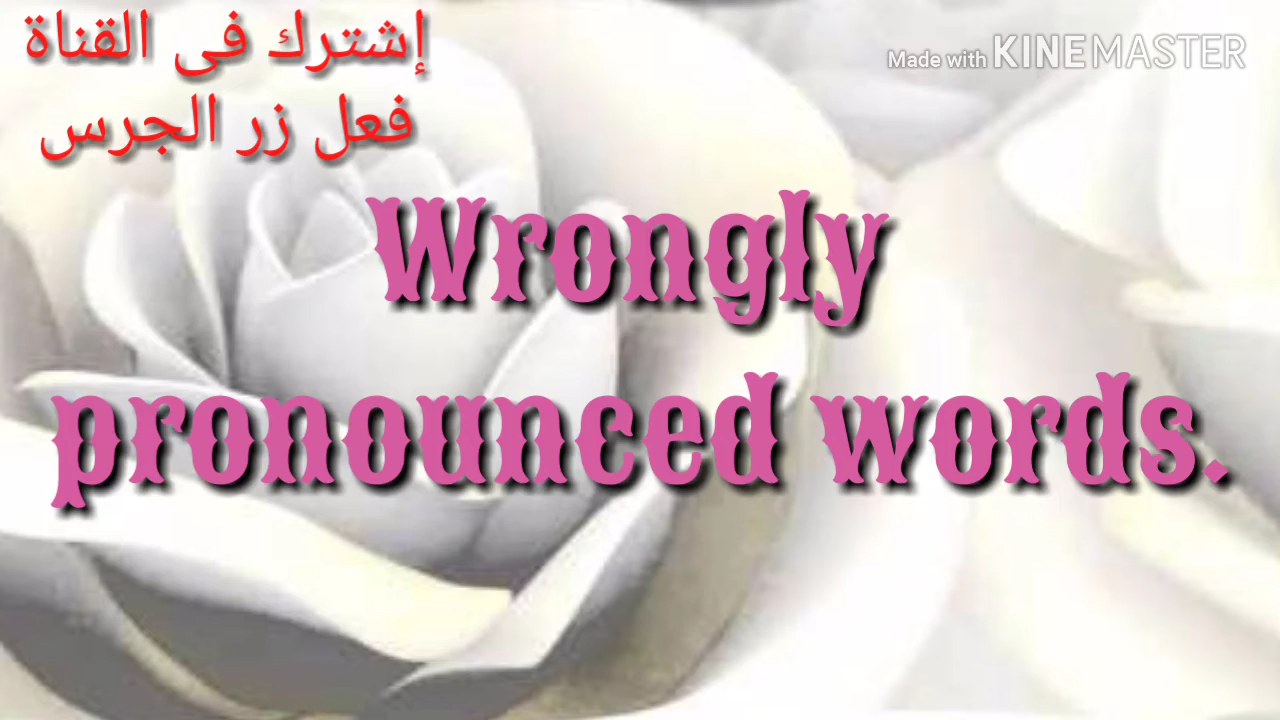 إشترك فى القناة
فعل زر الجرس
Made with KINEMASTER
Wrongly
pronounced words.